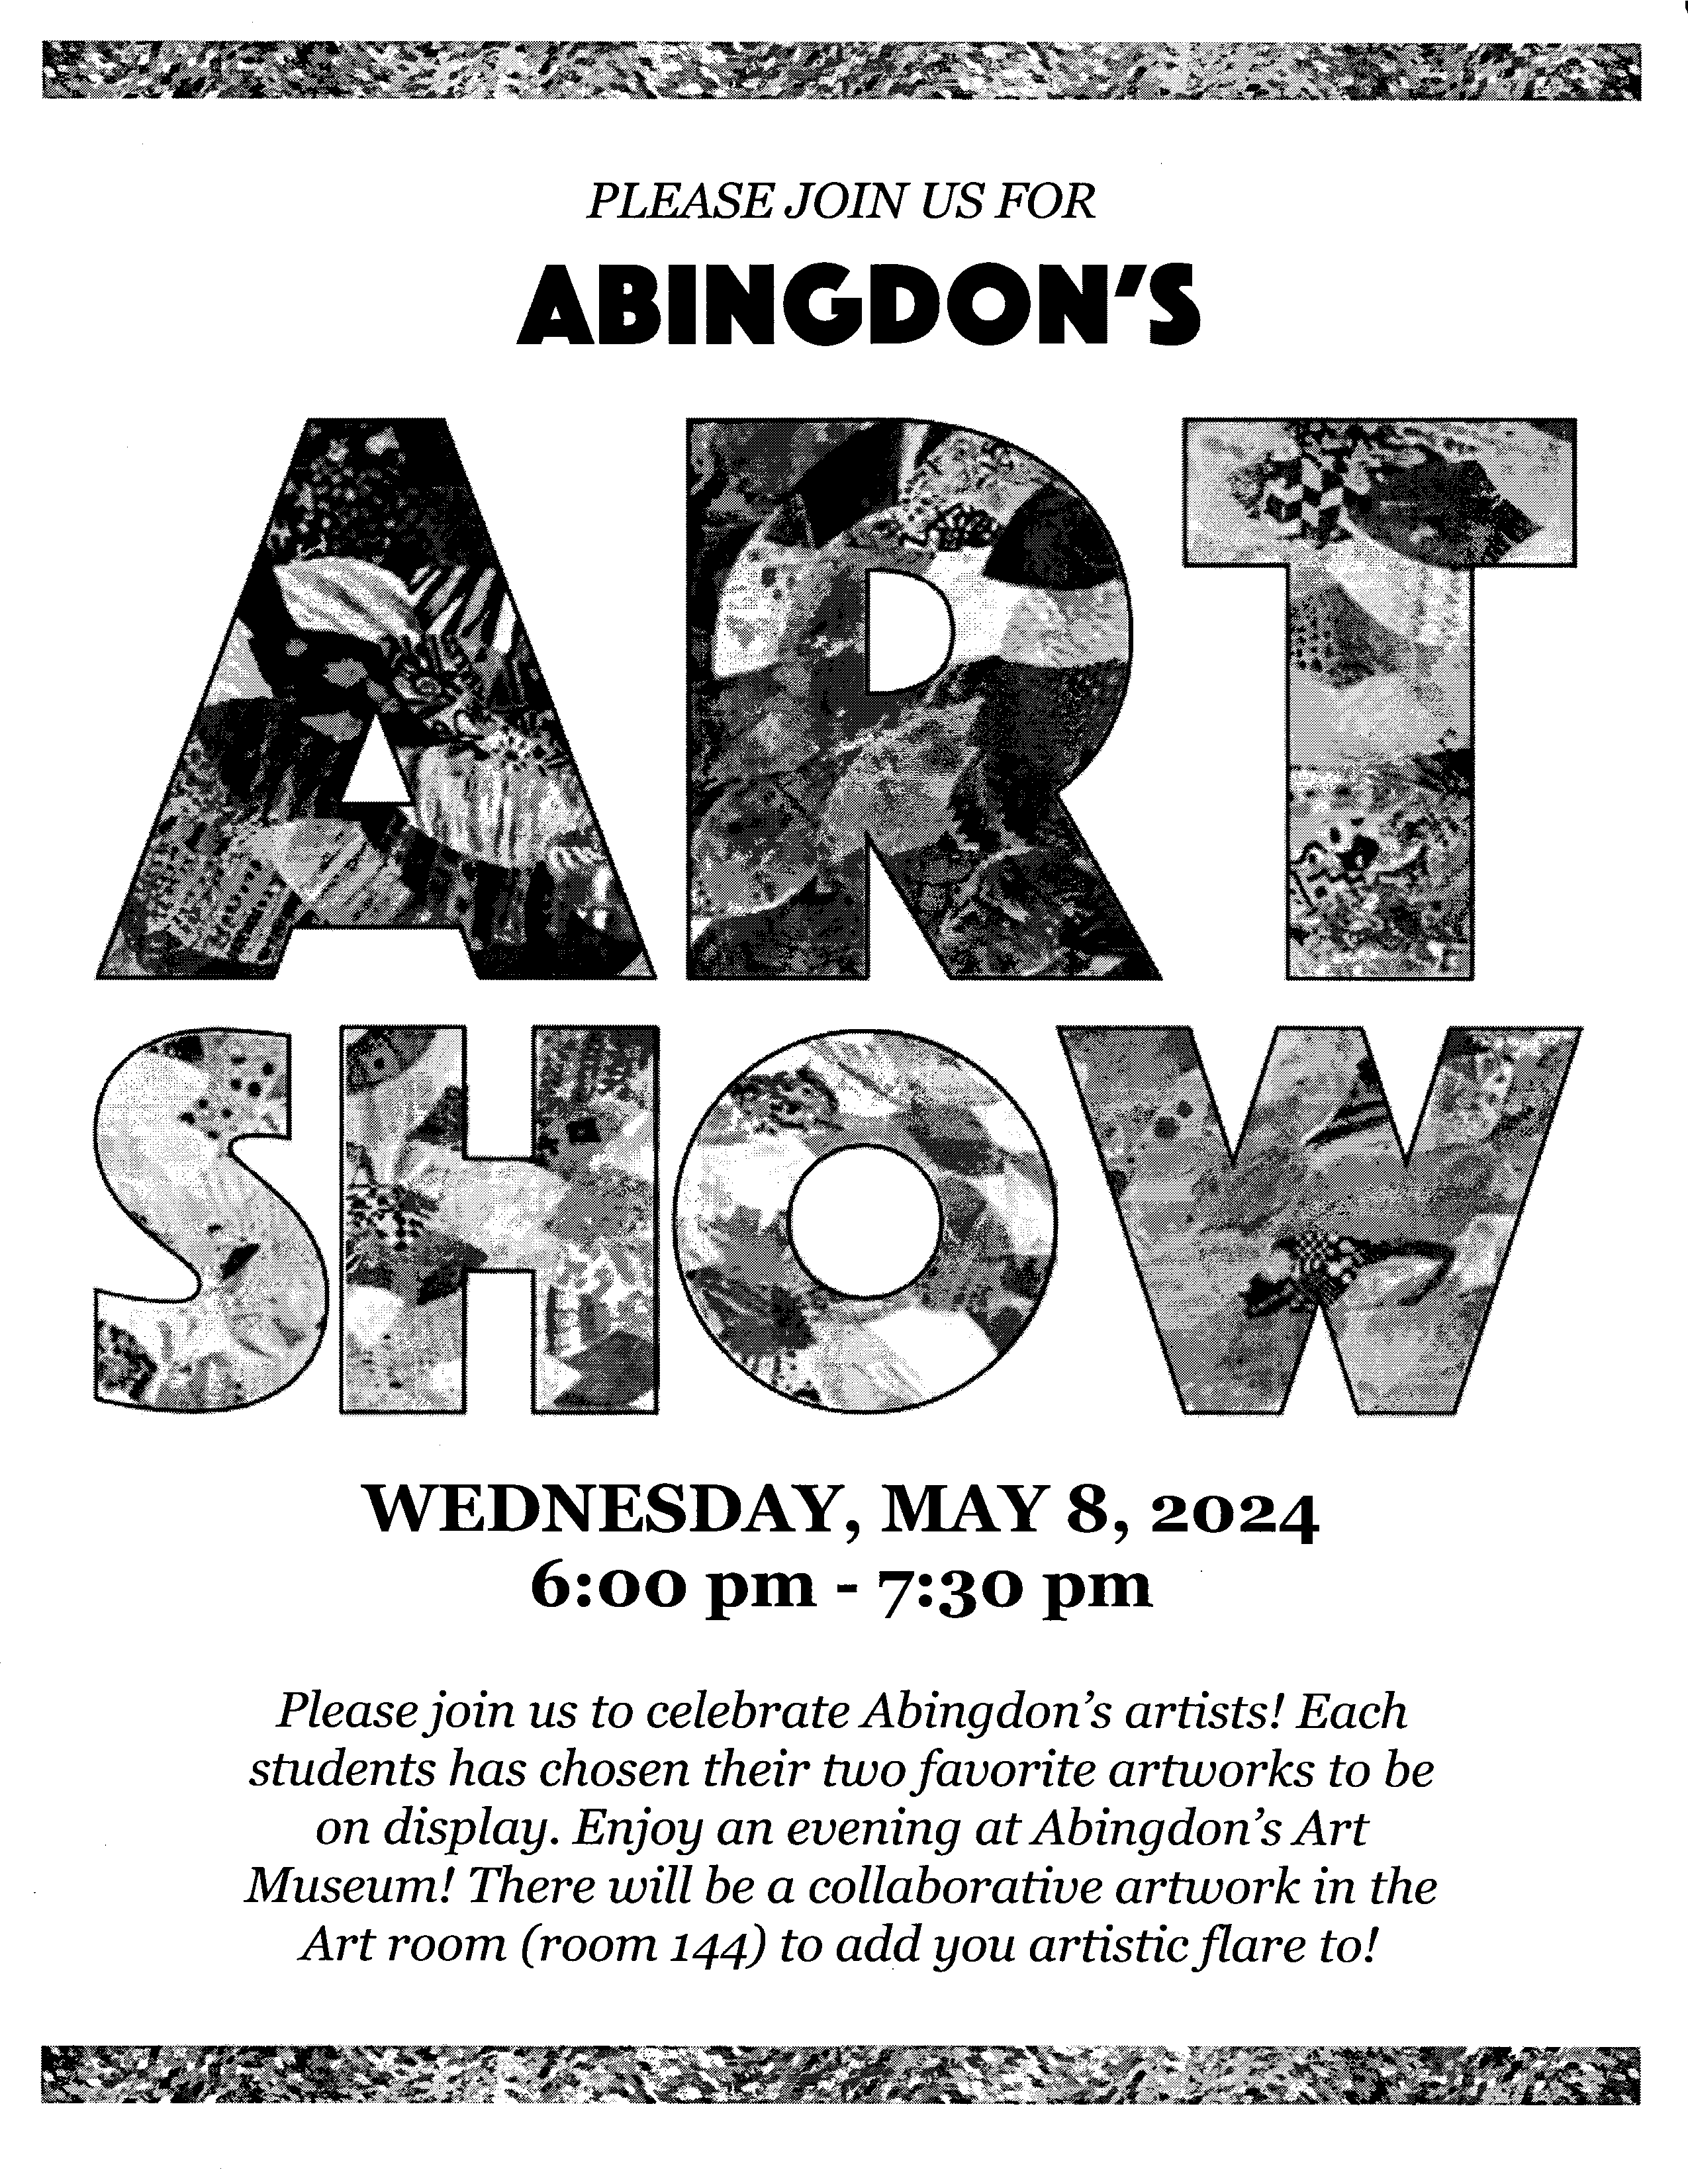 PLEASE JOIN US FOR
ABINGDON'S
ART
SHOW
WEDNESDAY, MAY 8, 2024
6:00 pm - 7:30 pm
Please join us to celebrate Abingdon's artists! Each
students has chosen their two favorite artworks to be
on display. Enjoy an evening at Abingdon's Art
Museum! There will be a collaborative artwork in the
Art room (room 144) to add you artistic flare to!